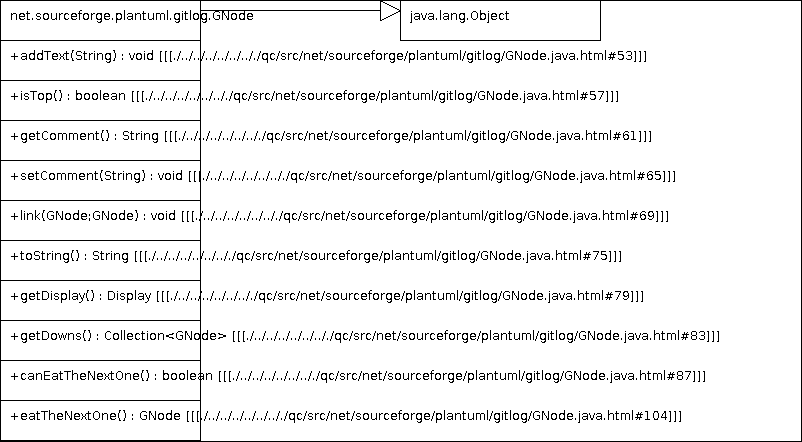 net.sourceforge.plantuml.gitlog.GNode
java.lang.Object
+addText(String) : void [[[./../../../../../.././qc/src/net/sourceforge/plantuml/gitlog/GNode.java.html#53]]]
+isTop() : boolean [[[./../../../../../.././qc/src/net/sourceforge/plantuml/gitlog/GNode.java.html#57]]]
+getComment() : String [[[./../../../../../.././qc/src/net/sourceforge/plantuml/gitlog/GNode.java.html#61]]]
+setComment(String) : void [[[./../../../../../.././qc/src/net/sourceforge/plantuml/gitlog/GNode.java.html#65]]]
+link(GNode;GNode) : void [[[./../../../../../.././qc/src/net/sourceforge/plantuml/gitlog/GNode.java.html#69]]]
+toString() : String [[[./../../../../../.././qc/src/net/sourceforge/plantuml/gitlog/GNode.java.html#75]]]
+getDisplay() : Display [[[./../../../../../.././qc/src/net/sourceforge/plantuml/gitlog/GNode.java.html#79]]]
+getDowns() : Collection<GNode> [[[./../../../../../.././qc/src/net/sourceforge/plantuml/gitlog/GNode.java.html#83]]]
+canEatTheNextOne() : boolean [[[./../../../../../.././qc/src/net/sourceforge/plantuml/gitlog/GNode.java.html#87]]]
+eatTheNextOne() : GNode [[[./../../../../../.././qc/src/net/sourceforge/plantuml/gitlog/GNode.java.html#104]]]